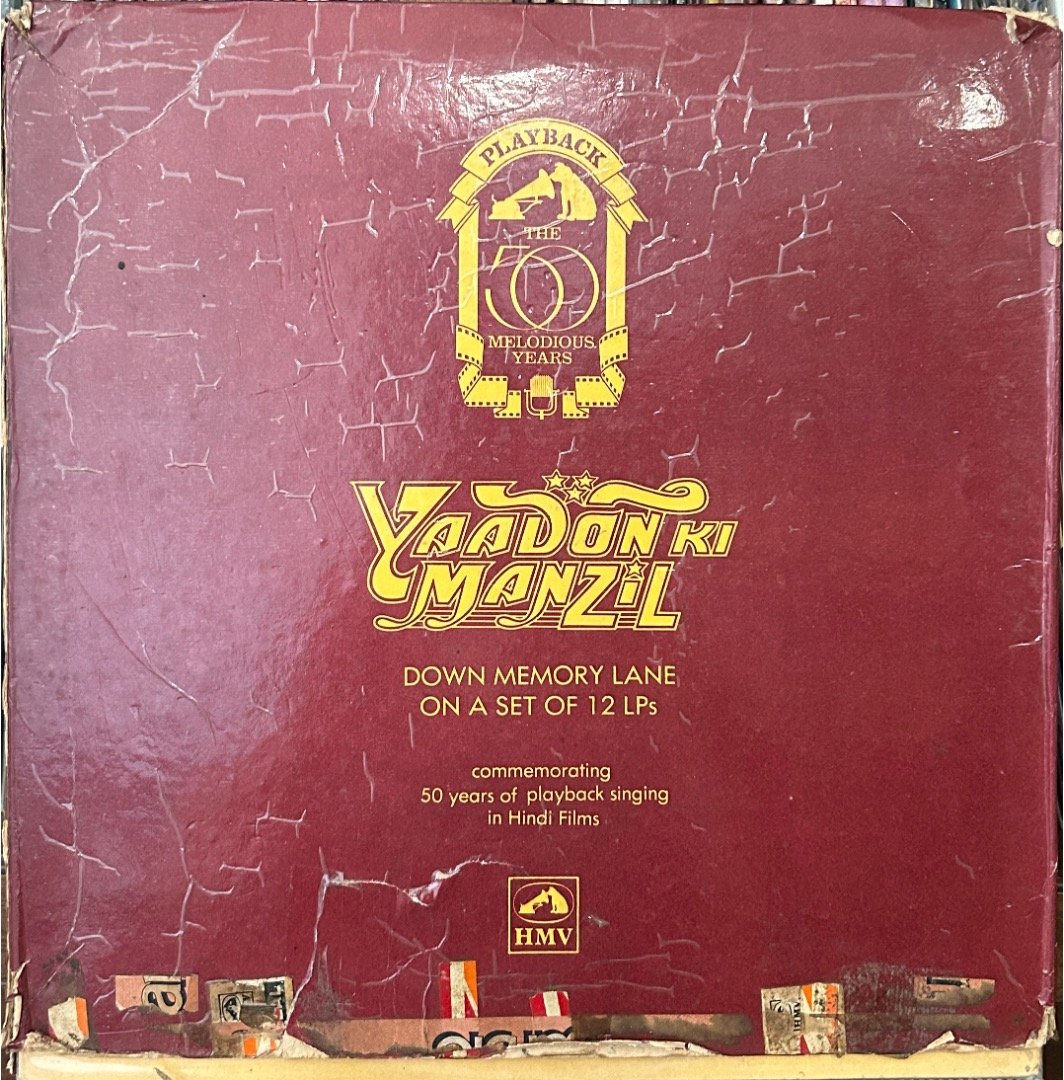 PLAYBACK
THE
50
MELODIOUS
YEARS
YAADON KI
MANZIL
DOWN MEMORY LANE
ON A SET OF 12 LPs
commemorating
50 years of playback singing
in Hindi Films
HMV
a
HMV